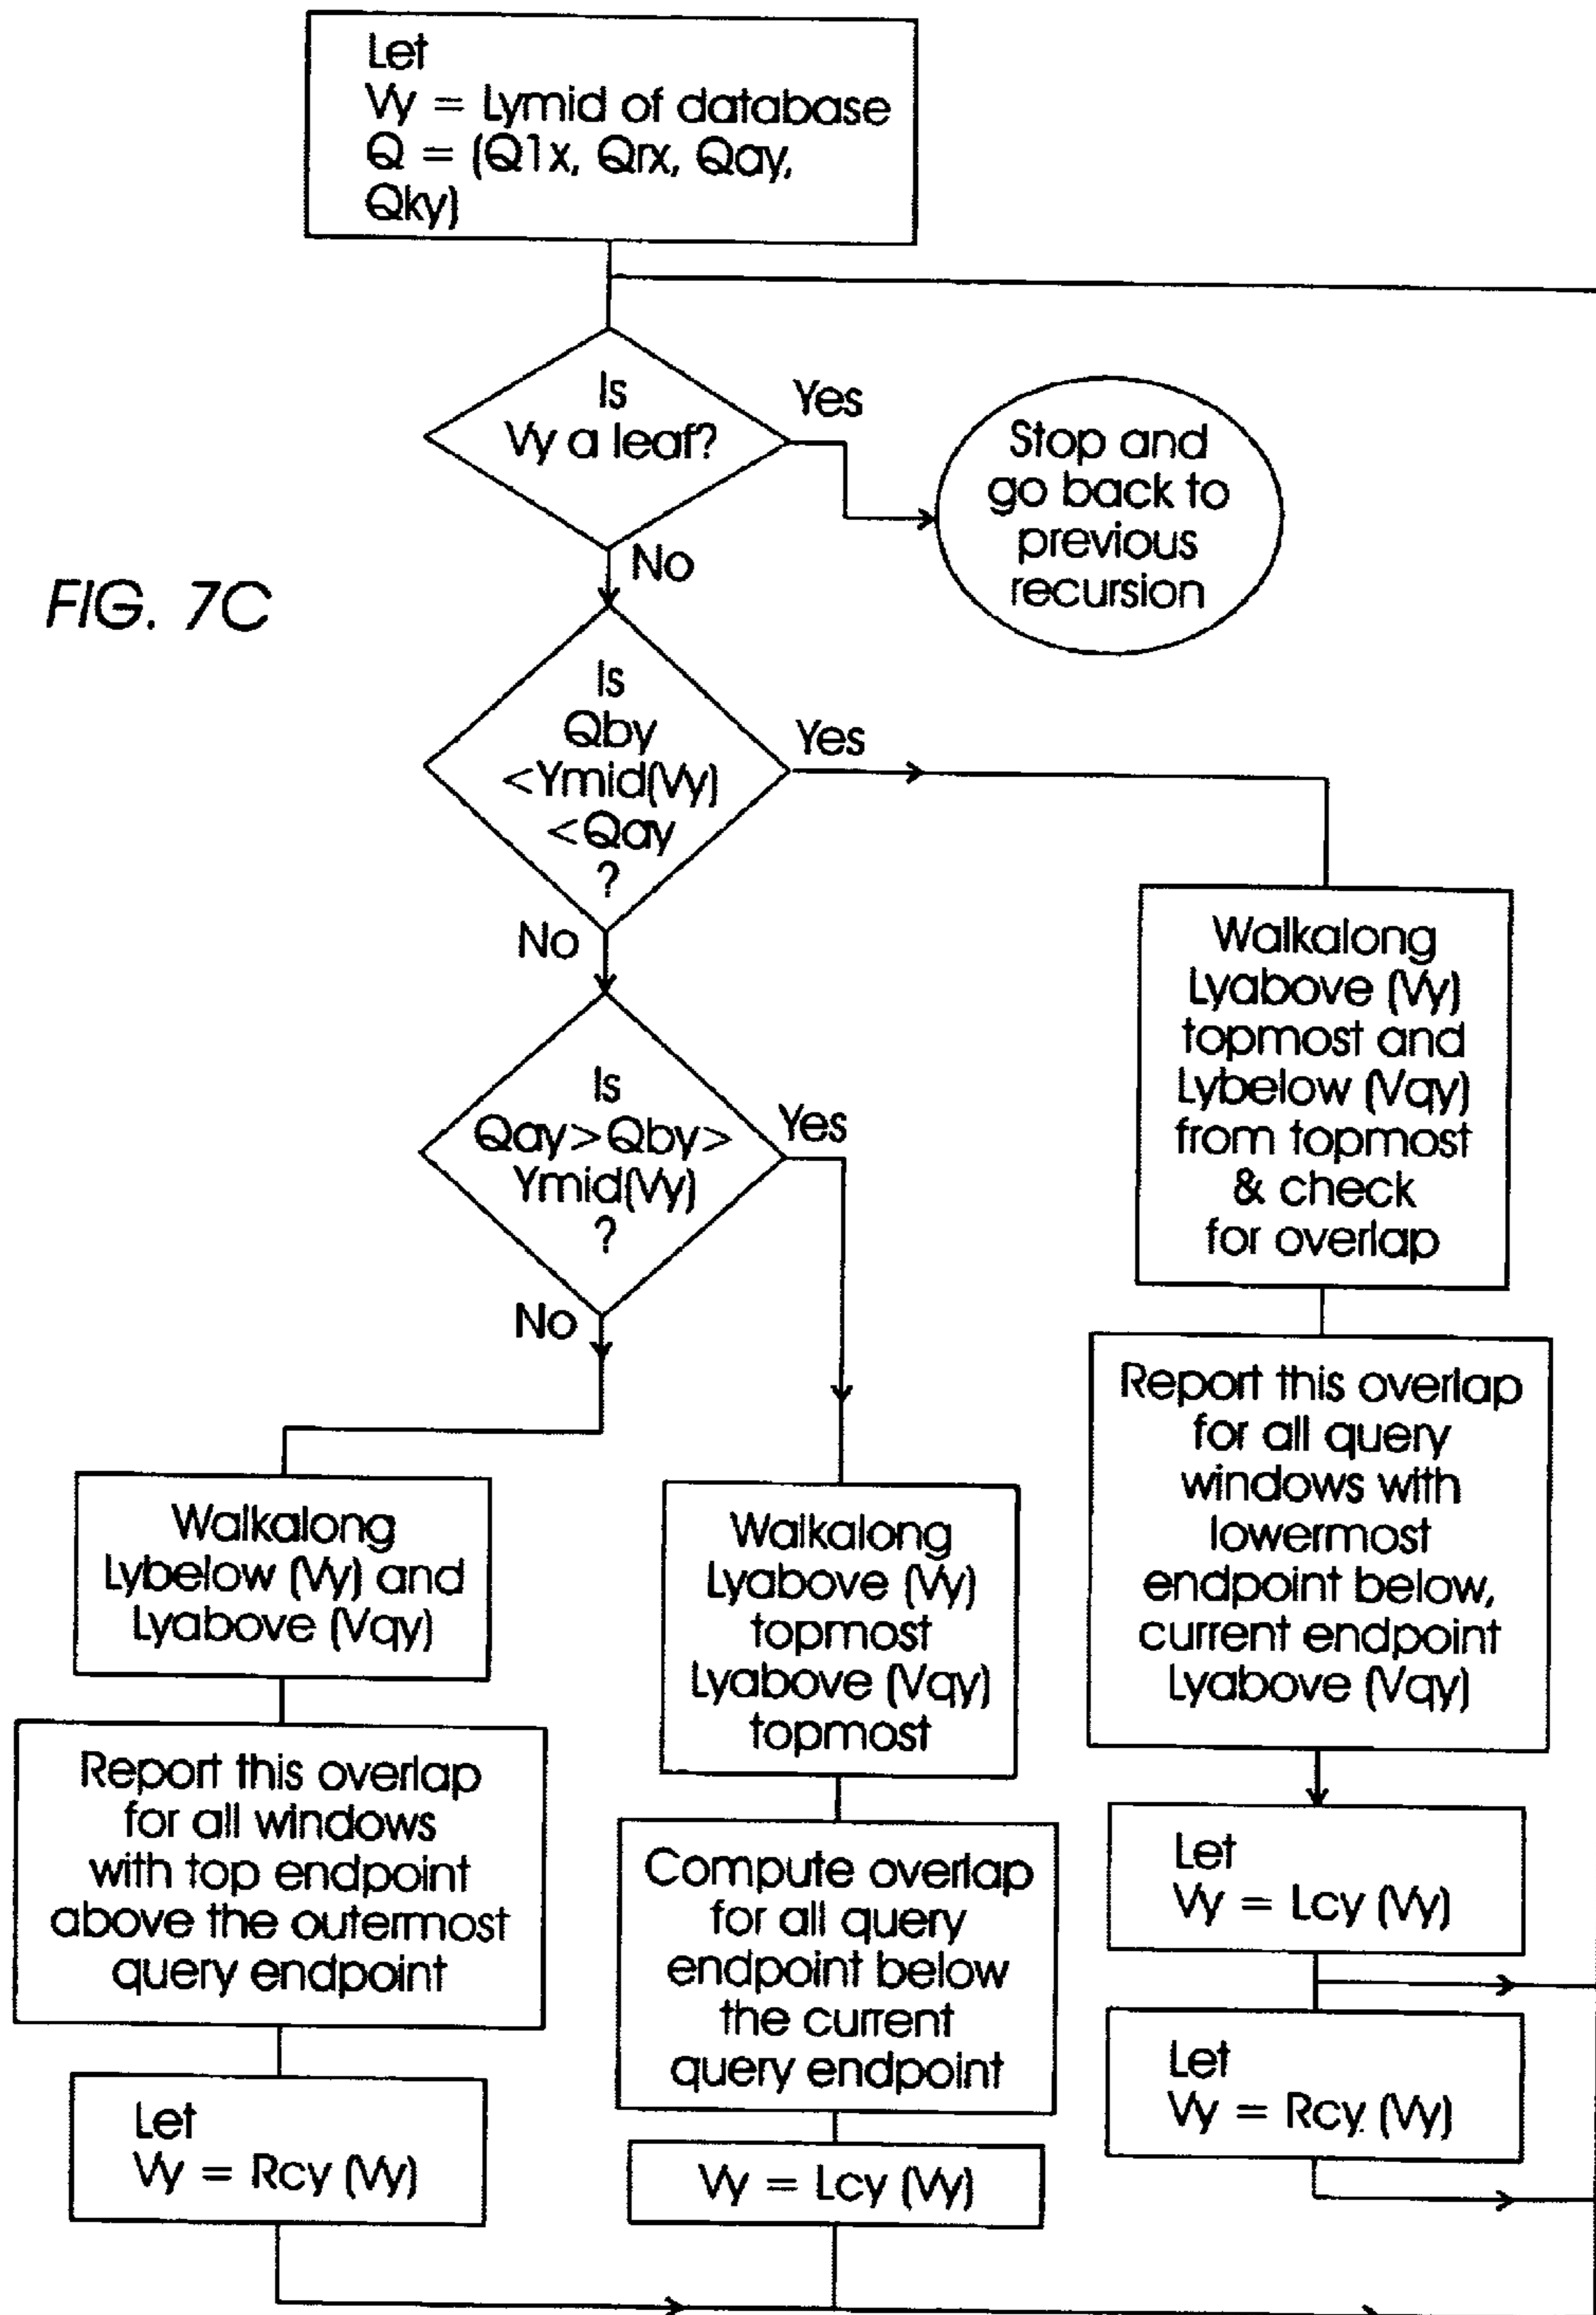 Let
Vy = Lymid of database
Q = (Q1x, Qrx, Qay,
Qky)
Is
Vy a leaf?
Yes
Stop and
go back to
previous
recursion
No
FIG. 7C
Is
Qby
<Ymid(Vy)
<Qay
?
Yes
No
Walkalong
Lyabove (Vy)
topmost and
Lybelow (Vqy)
from topmost
& check
for overlap
Is
Qay>Qby>
Ymid(Vy)
?
Yes
No
Report this overlap
for all query
windows with
lowermost
endpoint below,
current endpoint
Lyabove (Vqy)
Walkalong
Lybelow (Vy) and
Lyabove (Vqy)
Walkalong
Lyabove (Vy)
topmost
Lyabove (Vqy)
topmost
Report this overlap
for all windows
with top endpoint
above the outermost
query endpoint
Compute overlap
for all query
endpoint below
the current
query endpoint
Let
Vy = Lcy (Vy)
Let
Vy = Rcy (Vy)
Let
Vy = Rcy (Vy)
Vy = Lcy (Vy)